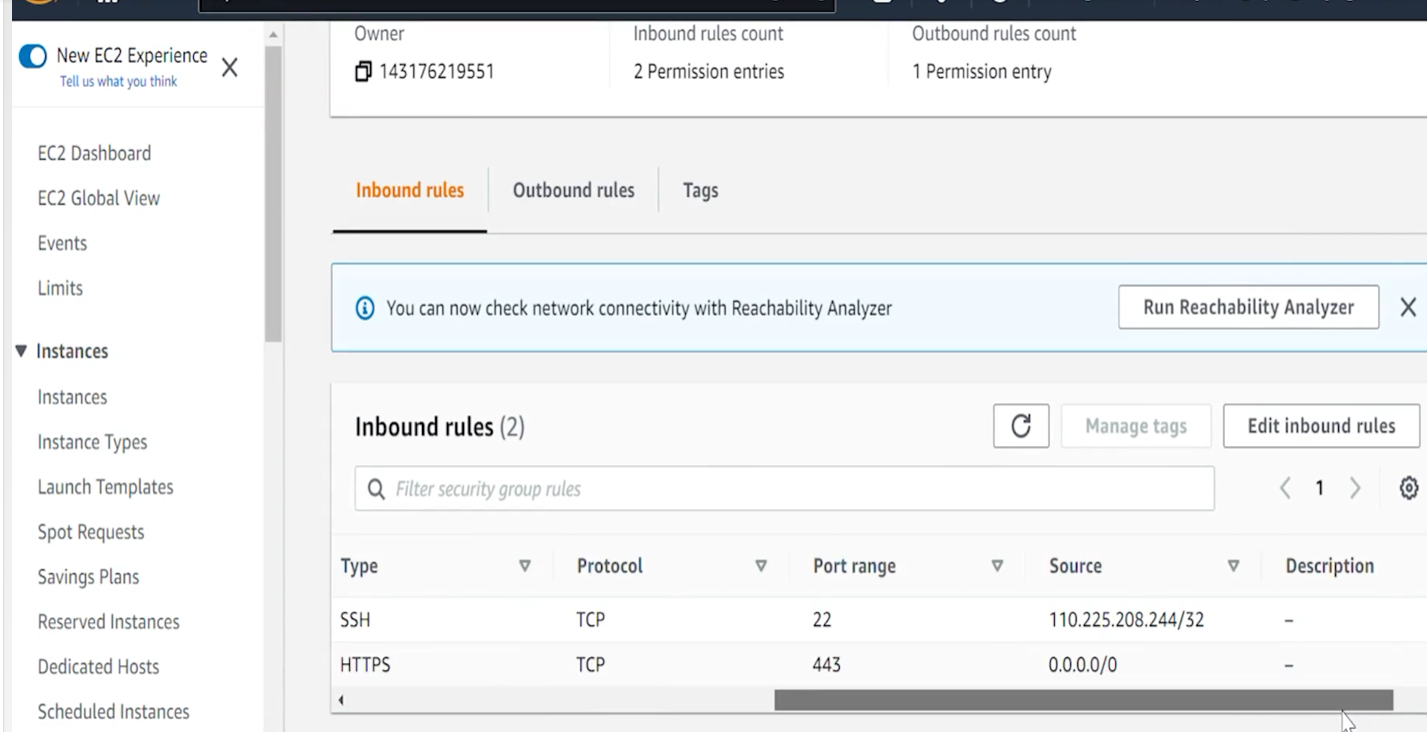 New EC2 Experience
Tell us what you think
EC2 Dashboard
EC2 Global View
Events
Limits
Instances
Instances
Instance Types
Launch Templates
Spot Requests
Savings Plans
Reserved Instances
Dedicated Hosts
Scheduled Instances
Owner Inbound rules count Outbound rules count
143176219551 2 Permission entries 1 Permission entry
Inbound rules Outbound rules Tags
You can now check network connectivity with Reachability Analyzer Run Reachability Analyzer
Inbound rules (2) Manage tags Edit inbound rules
Filter security group rules 1
Type Protocol Port range Source Description
SSH TCP 22 110.225.208.244/32 –
HTTPS TCP 443 0.0.0.0/0 –